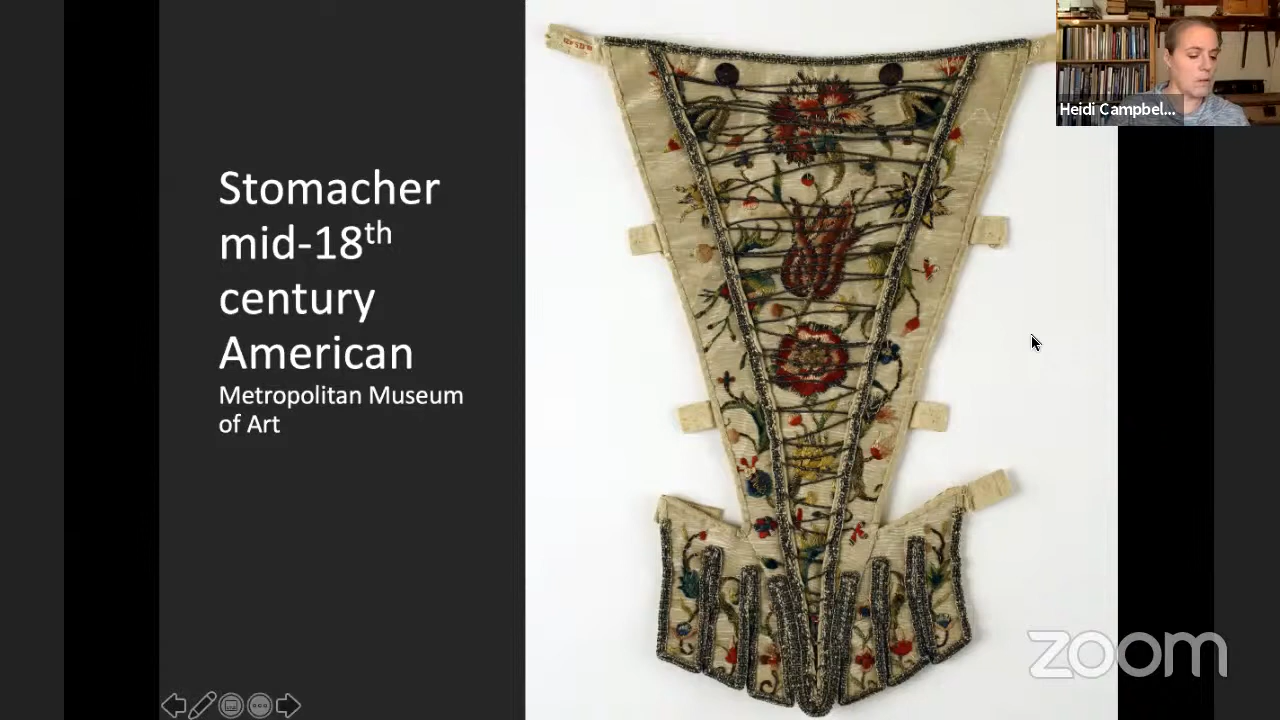 Stomacher
mid-18th
century
American
Metropolitan Museum
of Art
Heidi Campbel...
zoom